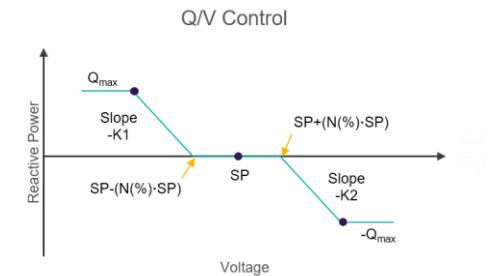 Q/V Control
Qmax
Slope
-K1
SP+(N(%)·SP)
Reactive Power
SP-(N(%)·SP)
SP
Slope
-K2
-Qmax
Voltage